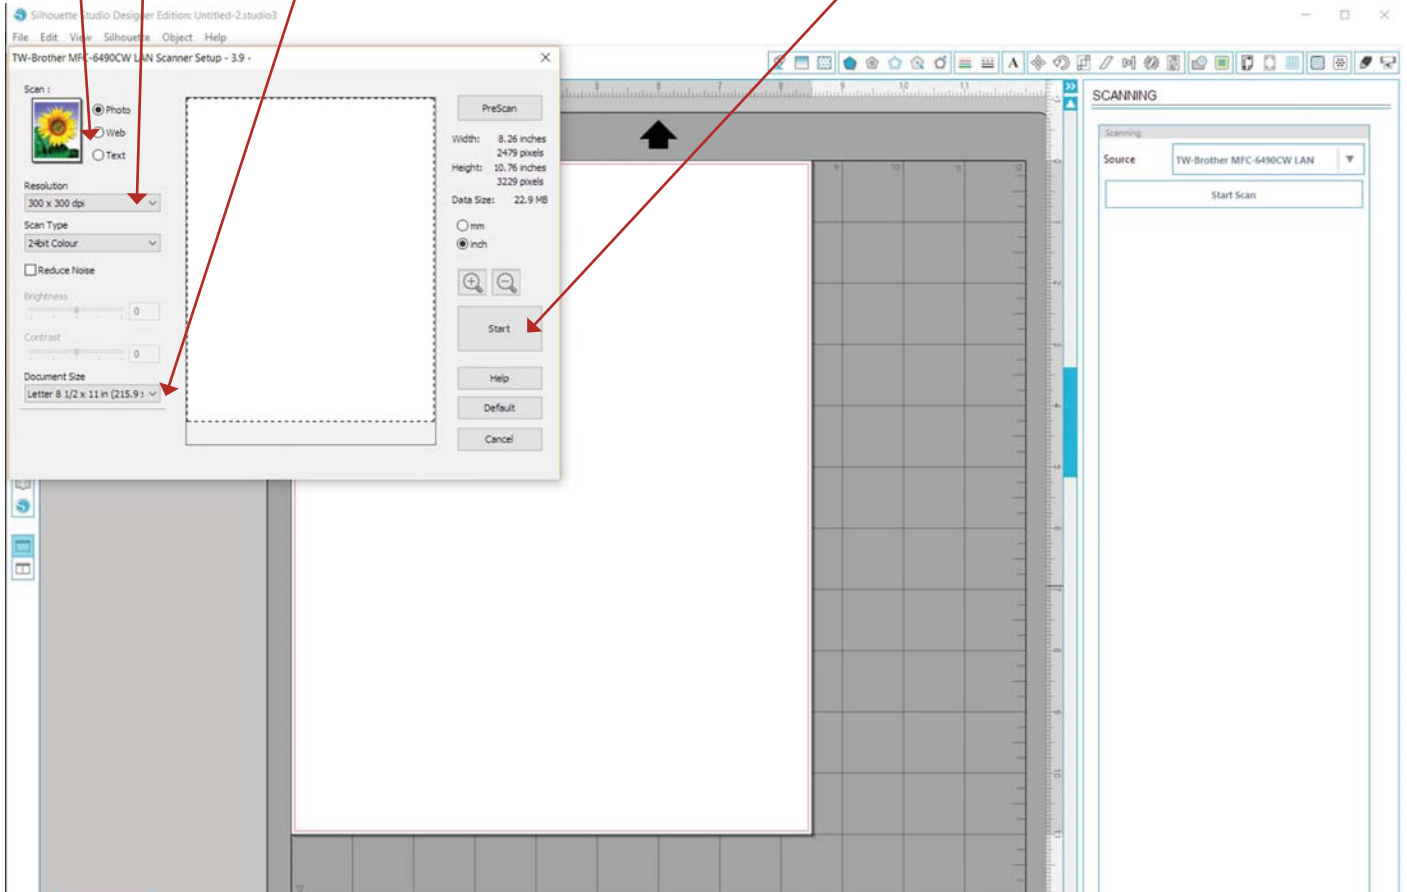 Silhouette Studio Designer Edition: Untitled-2.studio3
File Edit View Silhouette Object Help
TW-Brother MFC-6490CW LAN Scanner Setup - 3.9 -
Scan :
Photo
Web
Text
Resolution
300 x 300 dpi
Scan Type
24bit Colour
Reduce Noise
Brightness
0
Contrast
0
Document Size
Letter 8 1/2 x 11 in (215.9 :
PreScan
Width: 8.26 inches
2479 pixels
Height: 10.76 inches
3229 pixels
Data Size: 22.9 MB
mm
inch
Start
Help
Default
Cancel
A
SCANNING
Scanning
Source TW-Brother MFC-6490CW LAN
Start Scan